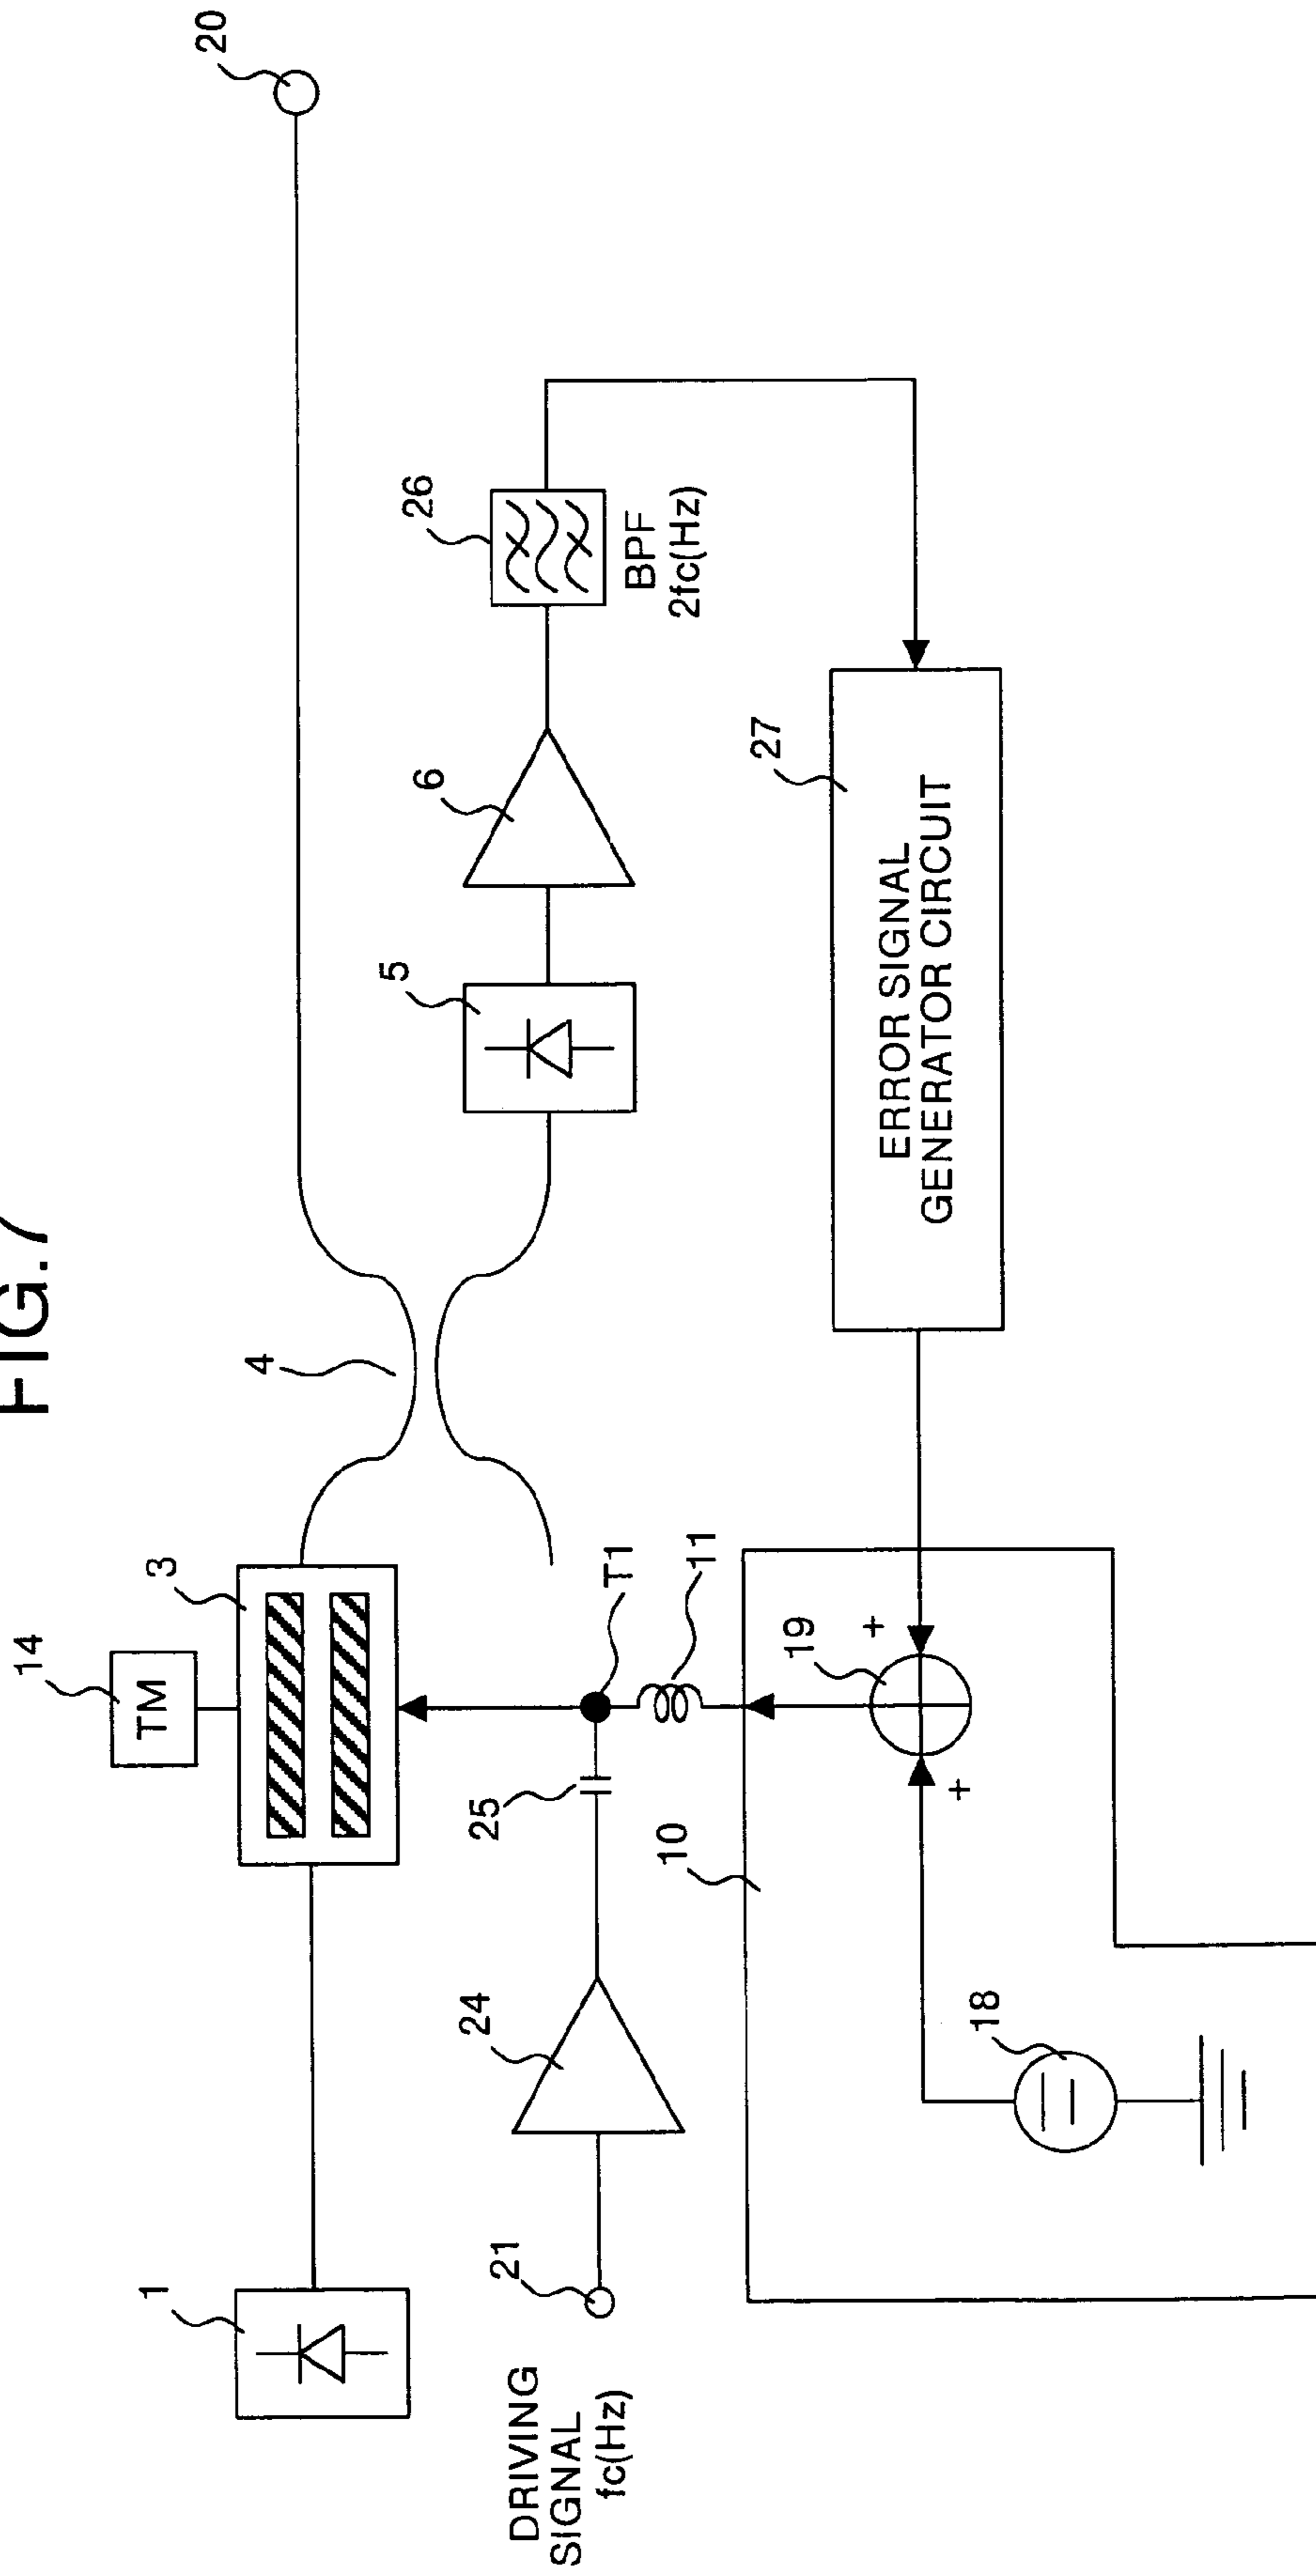 FIG.7
14
TM
3
1
4
20
5
6
26
BPF
2fc(Hz)
T1
11
25
24
21
DRIVING
SIGNAL
fc(Hz)
27
ERROR SIGNAL
GENERATOR CIRCUIT
10
19
+
+
18